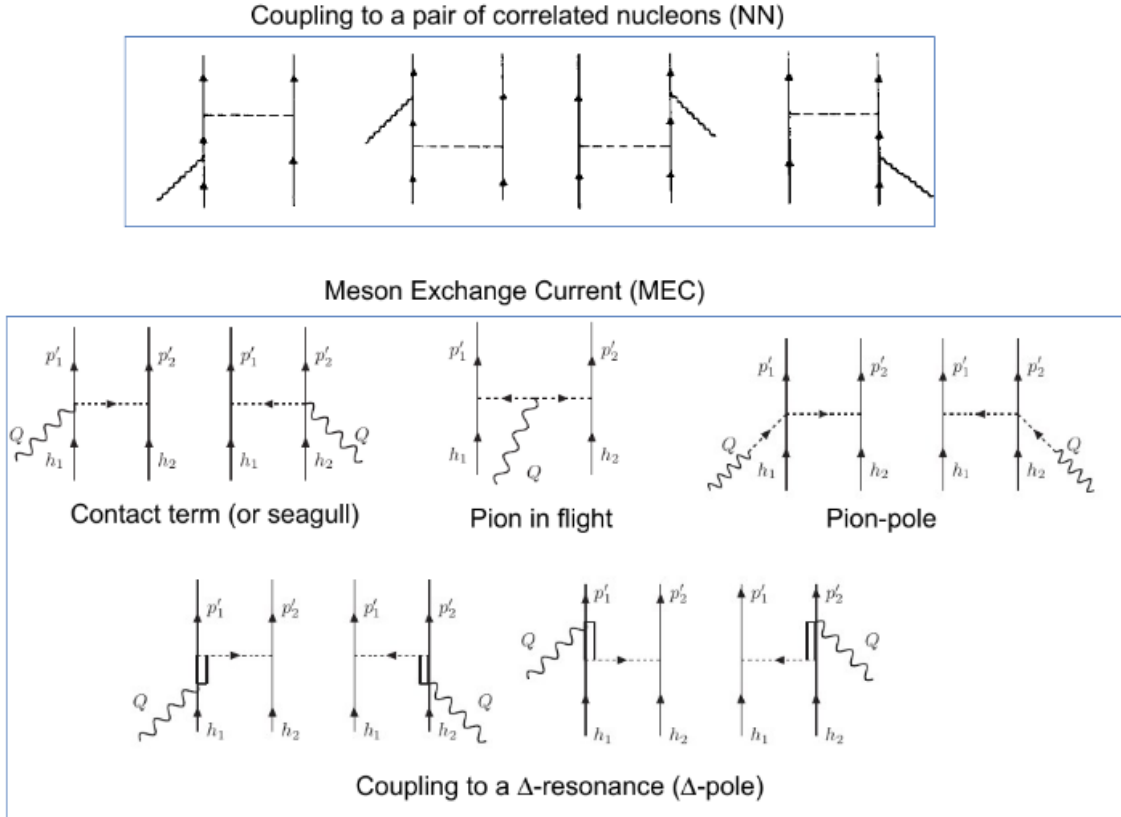 Coupling to a pair of correlated nucleons (NN)
Meson Exchange Current (MEC)
p′₁ p′₂ p′₁ p′₂
Q h₁ h₂ h₁ h₂ Q
Contact term (or seagull)
p′₁ p′₂
h₁ Q h₂
Pion in flight
p′₁ p′₂ p′₁ p′₂
Q h₁ h₂ h₁ h₂ Q
Pion-pole
p′₁ p′₂ p′₁ p′₂
Q h₁ h₂ h₁ h₂ Q
p′₁ p′₂ p′₁ p′₂
Q h₁ h₂ h₁ h₂ Q
Coupling to a Δ-resonance (Δ-pole)